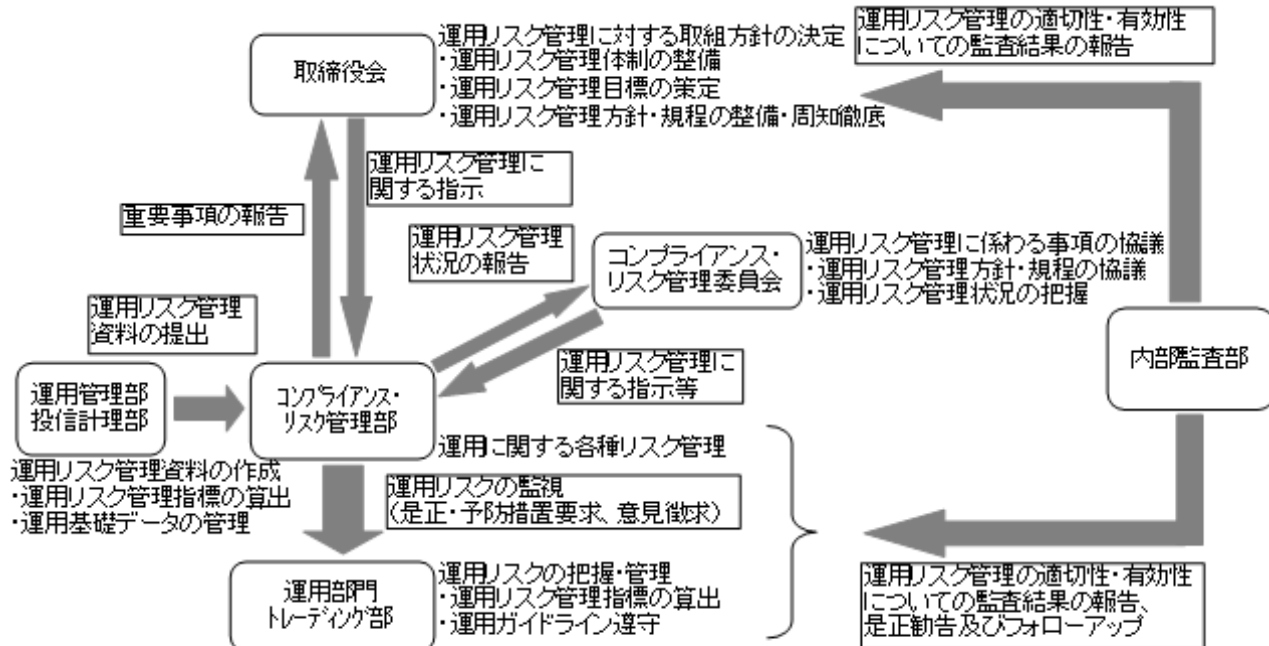 取締役会
運用リスク管理に対する取組方針の決定
・運用リスク管理体制の整備
・運用リスク管理目標の策定
・運用リスク管理方針・規程の整備・周知徹底
運用リスク管理の適切性・有効性
についての監査結果の報告
運用リスク管理に
関する指示
重要事項の報告
運用リスク管理
状況の報告
コンプライアンス・
リスク管理委員会
運用リスク管理に係わる事項の協議
・運用リスク管理方針・規程の協議
・運用リスク管理状況の把握
運用リスク管理
資料の提出
内部監査部
運用リスク管理に
関する指示等
運用管理部
投信計理部
コンプライアンス・
リスク管理部
運用に関する各種リスク管理
運用リスク管理資料の作成
・運用リスク管理指標の算出
・運用基礎データの管理
運用リスクの監視
（是正・予防措置要求、意見徴求）
運用部門
トレーディング部
運用リスクの把握・管理
・運用リスク管理指標の算出
・運用ガイドライン遵守
運用リスク管理の適切性・有効性
についての監査結果の報告、
是正勧告及びフォローアップ